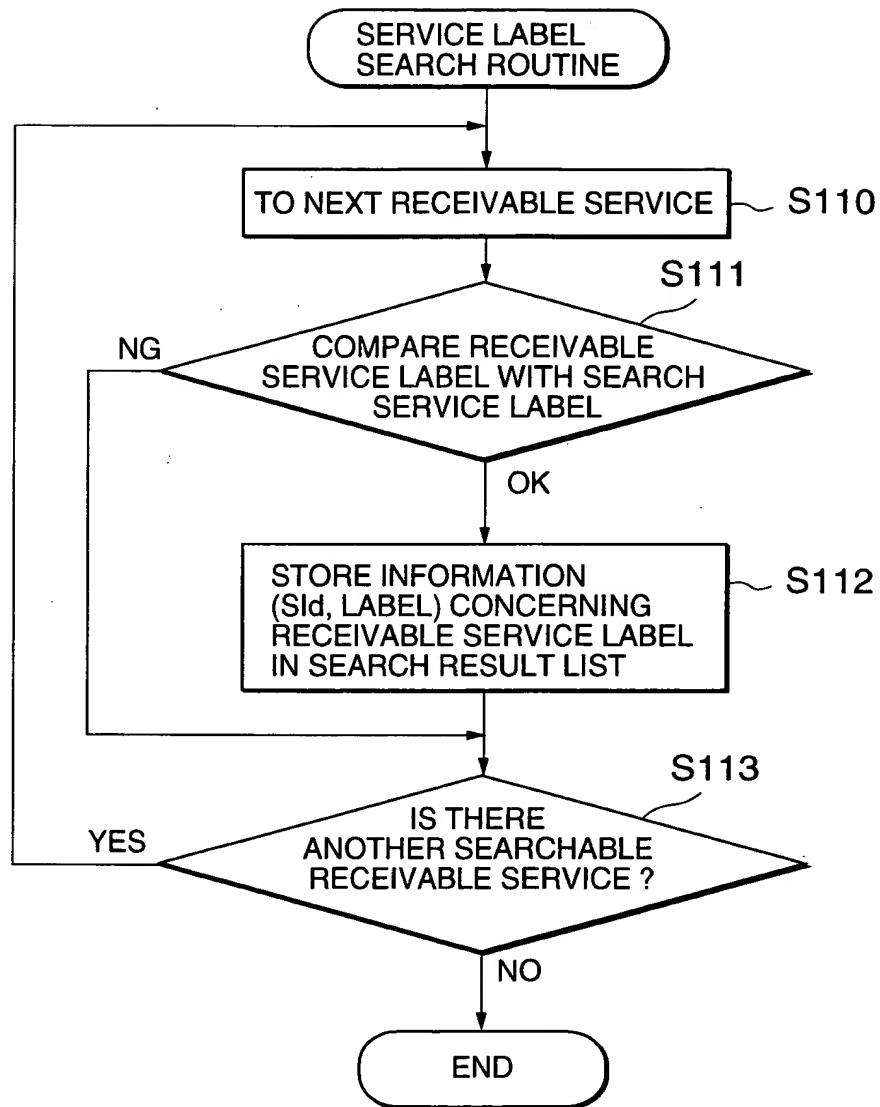 SERVICE LABEL
SEARCH ROUTINE
TO NEXT RECEIVABLE SERVICE
S110
S111
NG
COMPARE RECEIVABLE
SERVICE LABEL WITH SEARCH
SERVICE LABEL
OK
STORE INFORMATION
(SId, LABEL) CONCERNING
RECEIVABLE SERVICE LABEL
IN SEARCH RESULT LIST
S112
S113
YES
IS THERE
ANOTHER SEARCHABLE
RECEIVABLE SERVICE ?
NO
END